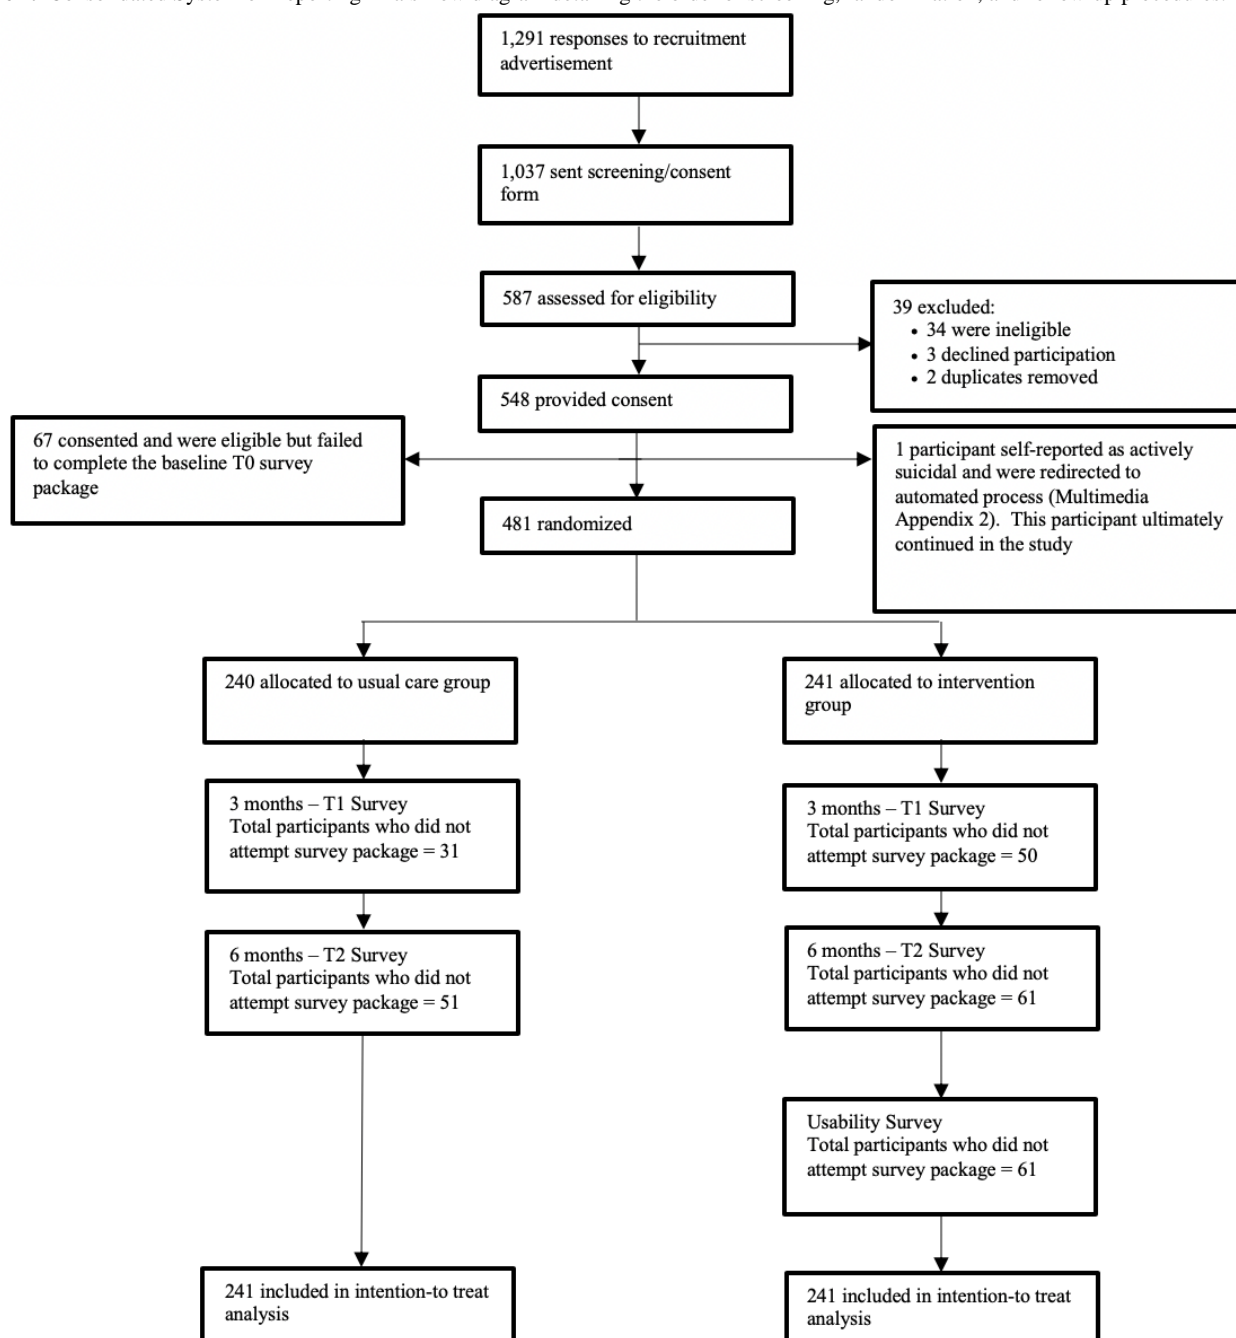 1,291 responses to recruitment
advertisement
1,037 sent screening/consent
form
587 assessed for eligibility
39 excluded:
• 34 were ineligible
• 3 declined participation
• 2 duplicates removed
548 provided consent
67 consented and were eligible but failed
to complete the baseline T0 survey
package
1 participant self-reported as actively
suicidal and were redirected to
automated process (Multimedia
Appendix 2).  This participant ultimately
continued in the study
481 randomized
240 allocated to usual care group
241 allocated to intervention
group
3 months – T1 Survey
Total participants who did not
attempt survey package = 31
3 months – T1 Survey
Total participants who did not
attempt survey package = 50
6 months – T2 Survey
Total participants who did not
attempt survey package = 51
6 months – T2 Survey
Total participants who did not
attempt survey package = 61
Usability Survey
Total participants who did not
attempt survey package = 61
241 included in intention-to treat
analysis
241 included in intention-to treat
analysis